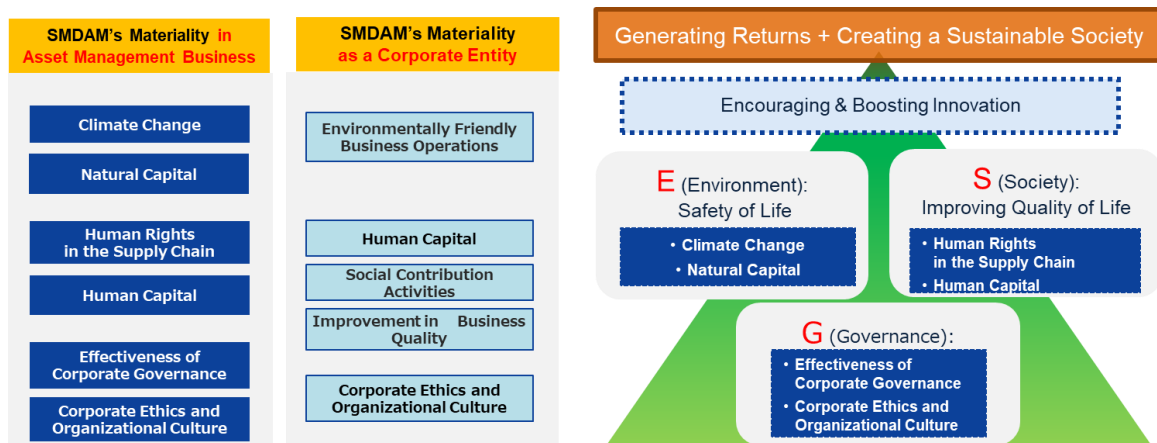 SMDAM's Materiality in
Asset Management Business
Climate Change
Natural Capital
Human Rights
in the Supply Chain
Human Capital
Effectiveness of
Corporate Governance
Corporate Ethics and
Organizational Culture
SMDAM's Materiality
as a Corporate Entity
Environmentally Friendly
Business Operations
Human Capital
Social Contribution
Activities
Improvement in Business
Quality
Corporate Ethics and
Organizational Culture
Generating Returns + Creating a Sustainable Society
Encouraging & Boosting Innovation
E (Environment):
Safety of Life
• Climate Change
• Natural Capital
S (Society):
Improving Quality of Life
• Human Rights
in the Supply Chain
• Human Capital
G (Governance):
• Effectiveness of
Corporate Governance
• Corporate Ethics and
Organizational Culture